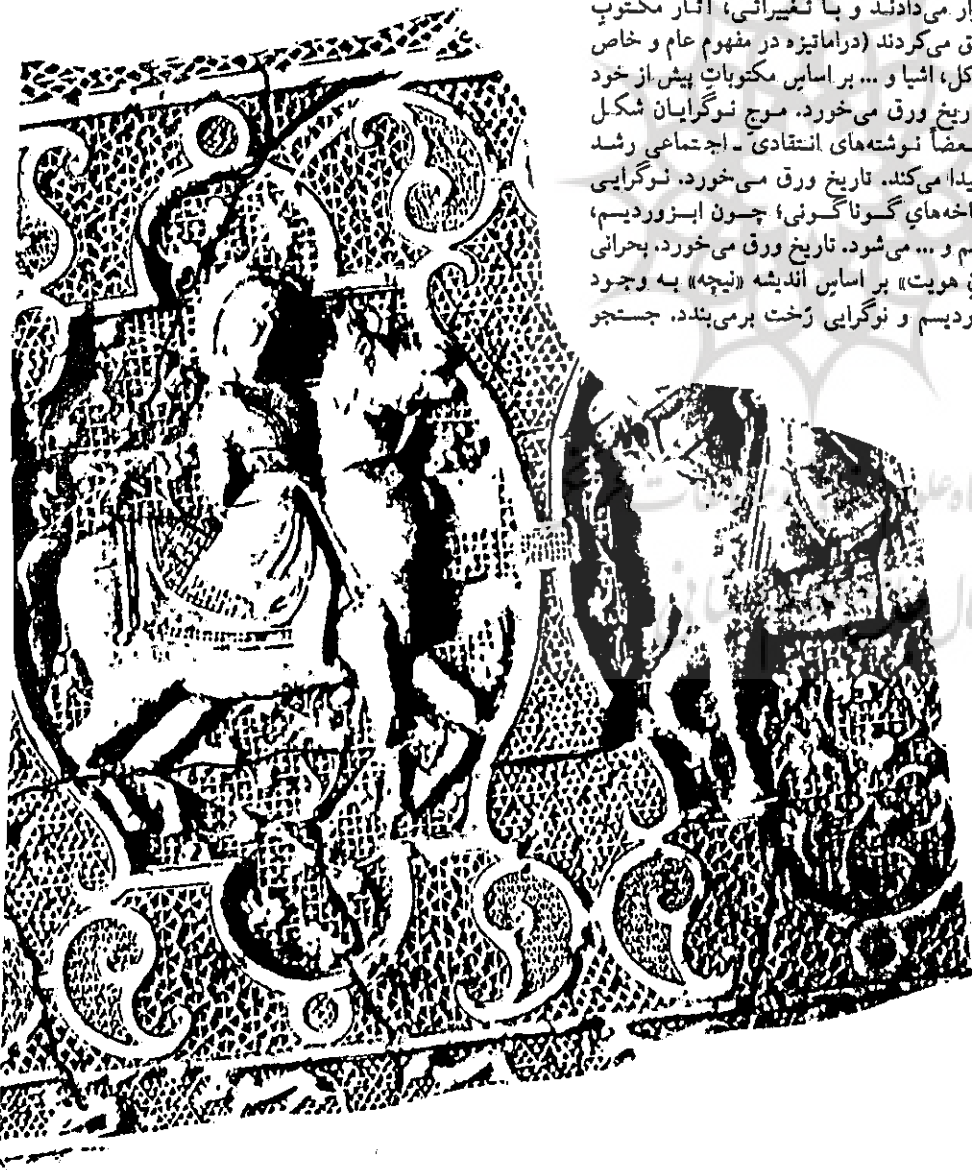 ار می‌دادند و با تغییراتی، آثار مکتوبِ
ق می‌کردند (دراماتیزه در مفهوم عام و خاص
کل، اشیا و ... بر اساسِ مکتوباتِ پیش از خود
ریخ ورق می‌خورد. موجِ نوگرایان شکل
عضاً نوشته‌های انتقادی ـ اجتماعی رشد
یدا می‌کند. تاریخ ورق می‌خورد. نوگرایی
اخه‌هایِ گوناگونی؛ چون ابزوردیسم،
م و ... می‌شود. تاریخ ورق می‌خورد. بحرانی
هویت» بر اساسِ اندیشه «نیچه» به وجود
ردیسم و نوگرایی رَخت برمی‌بندد. جستجو